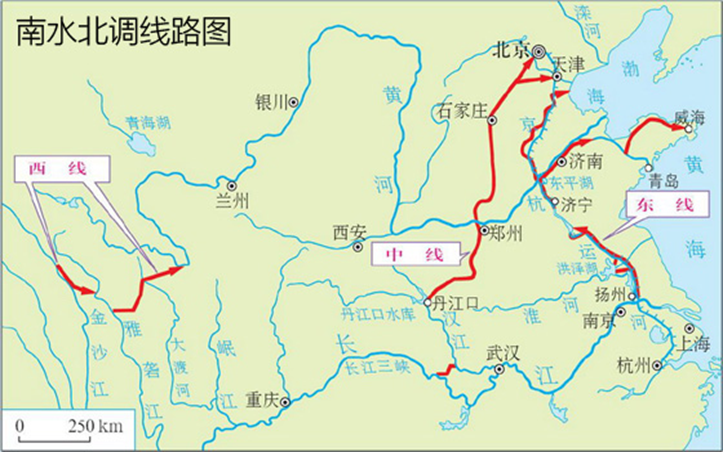 南水北调线路图
滦河
北京
天津
渤海
银川
黄河
石家庄
京杭运河
威海
青海湖
济南
黄海
西 线
东平湖
青岛
兰州
济宁
东 线
西安
郑州
中 线
洪泽湖
扬州
丹江口
丹江口水库
汉江
淮河
南京
金沙江
雅砻江
大渡河
岷江
长江
长江三峡
武汉
上海
杭州
重庆
0 250 km